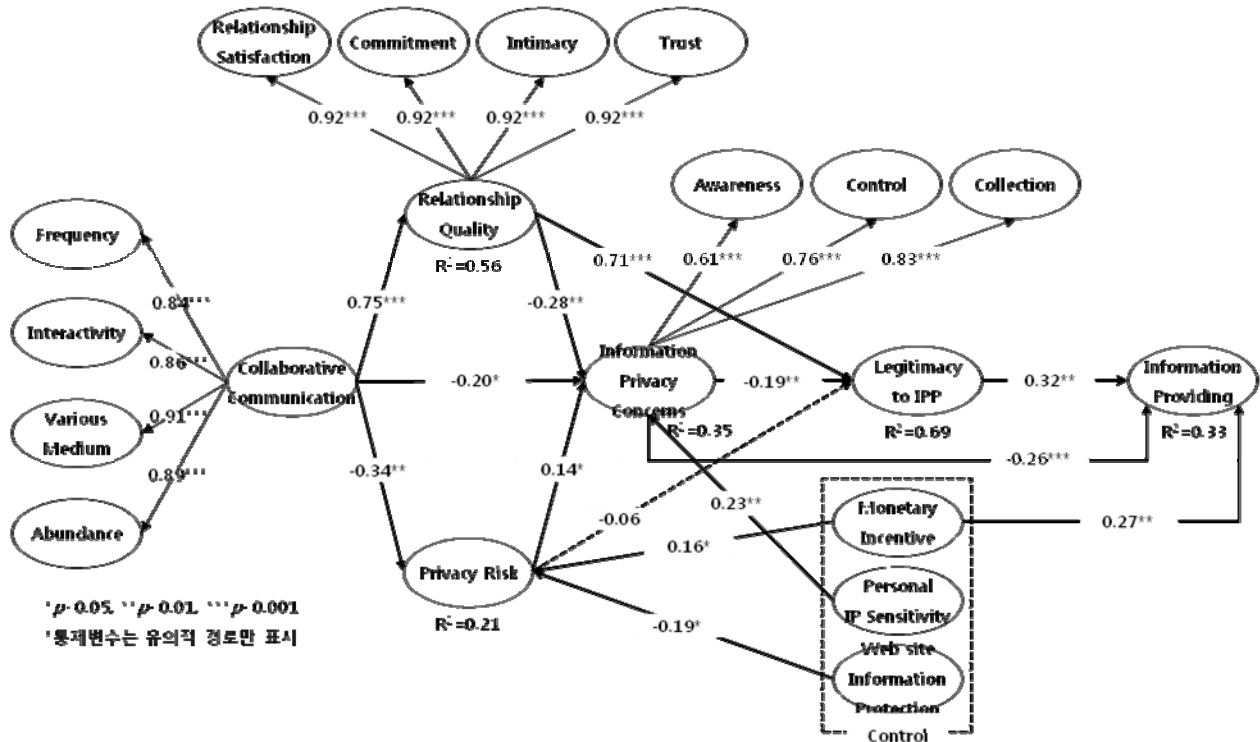 Relationship
Satisfaction
Commitment
Intimacy
Trust
0.92***
0.92***
0.92***
0.92***
Awareness
Control
Collection
Relationship
Quality
R²=0.56
Frequency
Interactivity
Various
Medium
Abundance
0.84***
0.86***
0.91***
0.89***
Collaborative
Communication
0.75***
-0.28**
0.71***
0.61***
0.76***
0.83***
-0.20*
Information
Privacy
Concerns
R²=0.35
-0.19**
Legitimacy
to IPP
R²=0.69
0.32**
Information
Providing
R²=0.33
-0.34**
0.14*
-0.26***
0.23**
-0.06
0.16*
Monetary
Incentive
0.27**
Privacy Risk
R²=0.21
Personal
IP Sensitivity
-0.19*
Web site
Information
Protection
Control
*p<0.05, **p<0.01, ***p<0.001
*통제변수는 유의적 경로만 표시